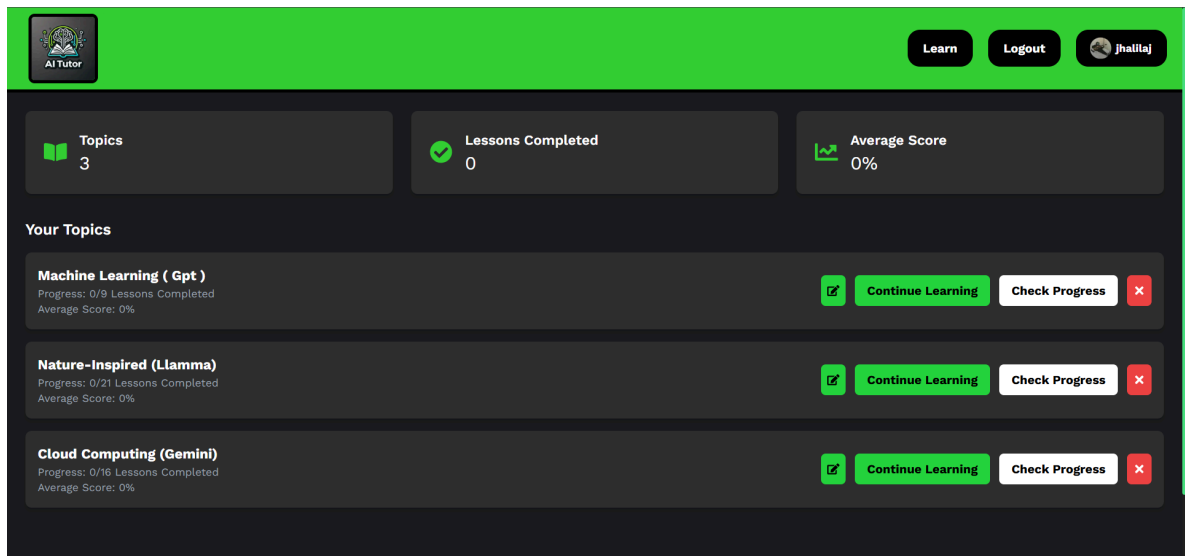 AI Tutor
Learn
Logout
jhalilaj
Topics
3
Lessons Completed
0
Average Score
0%
Your Topics
Machine Learning ( Gpt )
Progress: 0/9 Lessons Completed
Average Score: 0%
Continue Learning
Check Progress
Nature-Inspired (Llamma)
Progress: 0/21 Lessons Completed
Average Score: 0%
Continue Learning
Check Progress
Cloud Computing (Gemini)
Progress: 0/16 Lessons Completed
Average Score: 0%
Continue Learning
Check Progress